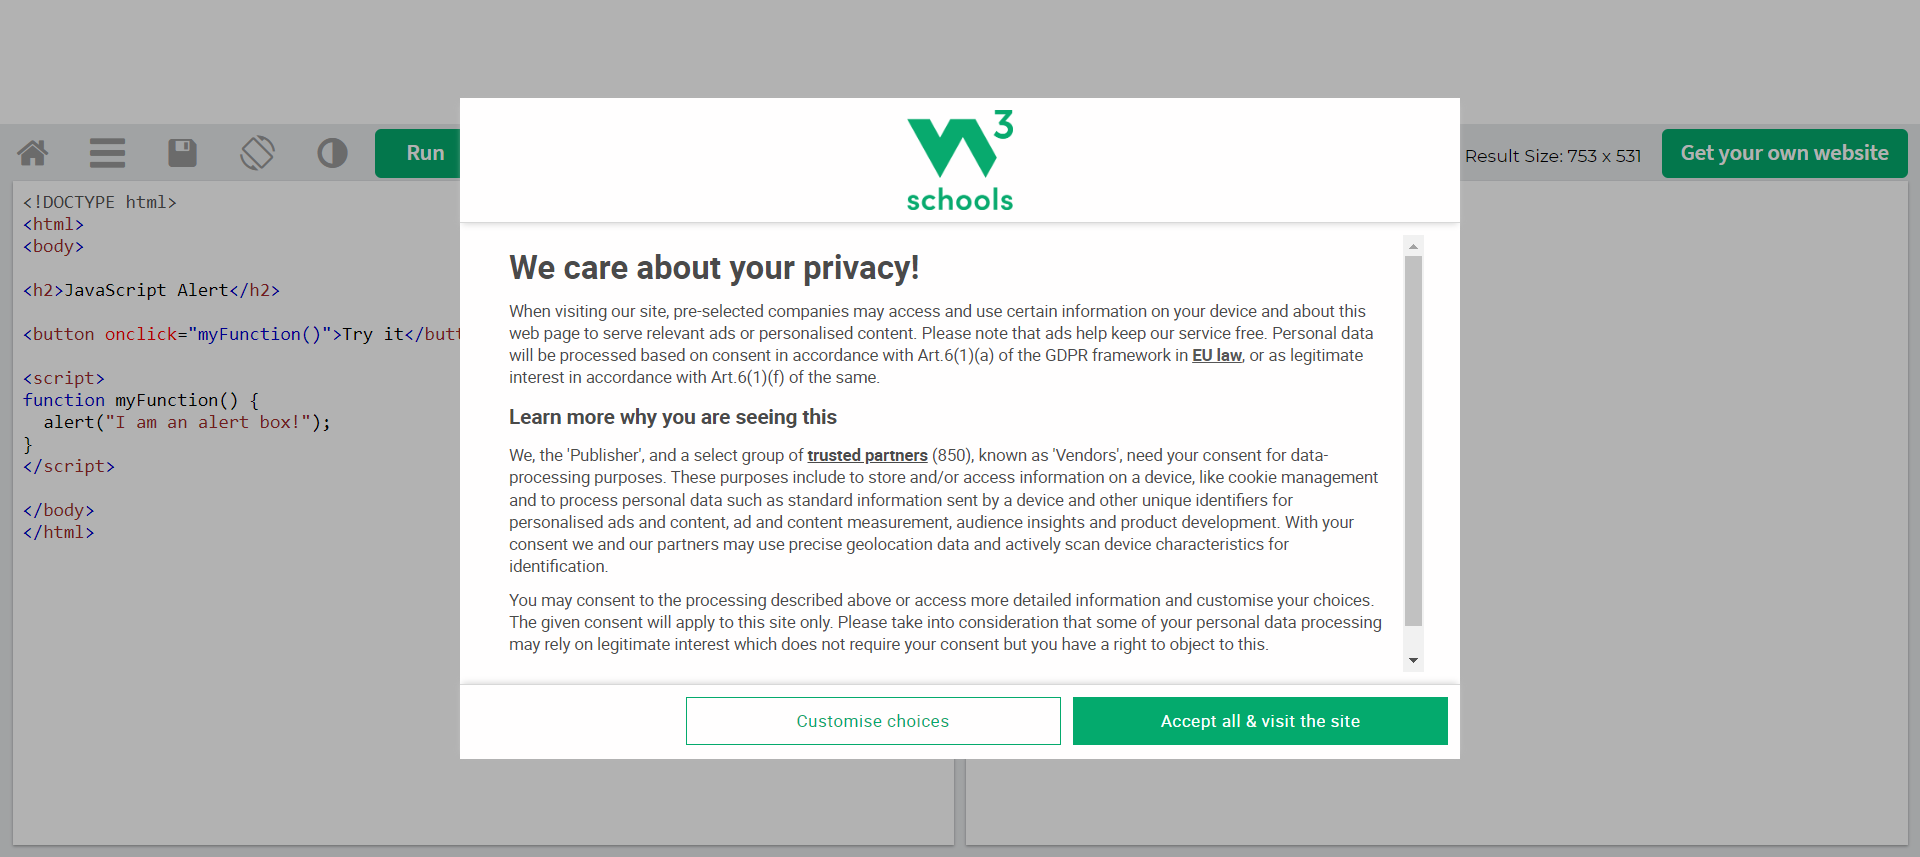 Run
Result Size: 753 x 531
Get your own website
<!DOCTYPE html>
<html>
<body>
<h2>JavaScript Alert</h2>
<button onclick="myFunction()">Try it</butt
<script>
function myFunction() {
  alert("I am an alert box!");
}
</script>
</body>
</html>
3
schools
We care about your privacy!
When visiting our site, pre-selected companies may access and use certain information on your device and about this
web page to serve relevant ads or personalised content. Please note that ads help keep our service free. Personal data
will be processed based on consent in accordance with Art.6(1)(a) of the GDPR framework in EU law, or as legitimate
interest in accordance with Art.6(1)(f) of the same.
Learn more why you are seeing this
We, the 'Publisher', and a select group of trusted partners (850), known as 'Vendors', need your consent for data-
processing purposes. These purposes include to store and/or access information on a device, like cookie management
and to process personal data such as standard information sent by a device and other unique identifiers for
personalised ads and content, ad and content measurement, audience insights and product development. With your
consent we and our partners may use precise geolocation data and actively scan device characteristics for
identification.
You may consent to the processing described above or access more detailed information and customise your choices.
The given consent will apply to this site only. Please take into consideration that some of your personal data processing
may rely on legitimate interest which does not require your consent but you have a right to object to this.
Customise choices
Accept all & visit the site